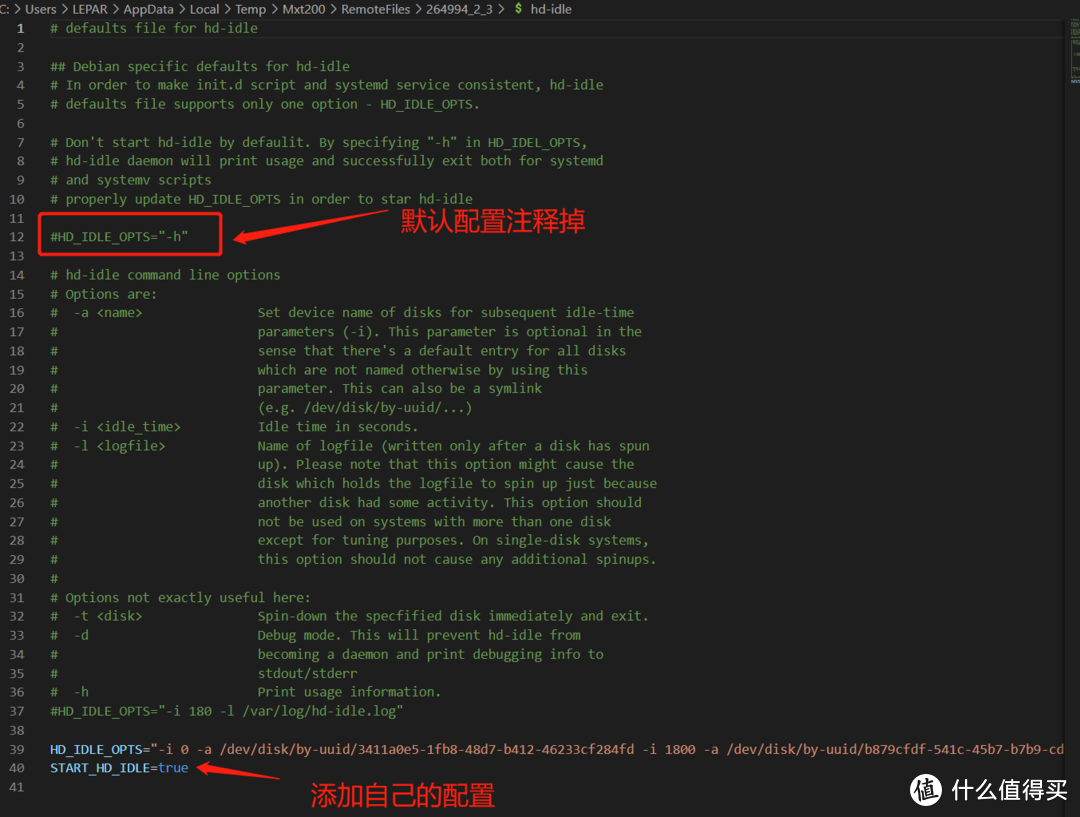 C: > Users > LEPAR > AppData > Local > Temp > Mxt200 > RemoteFiles > 264994_2_3 > $ hd-idle
1 # defaults file for hd-idle
2
3 ## Debian specific defaults for hd-idle
4 # In order to make init.d script and systemd service consistent, hd-idle
5 # defaults file supports only one option - HD_IDLE_OPTS.
6
7 # Don't start hd-idle by defaulit. By specifying "-h" in HD_IDEL_OPTS,
8 # hd-idle daemon will print usage and successfully exit both for systemd
9 # and systemv scripts
10 # properly update HD_IDLE_OPTS in order to star hd-idle
11
默认配置注释掉
12 #HD_IDLE_OPTS="-h"
13
14 # hd-idle command line options
15 # Options are:
16 #  -a <name>               Set device name of disks for subsequent idle-time
17 #                          parameters (-i). This parameter is optional in the
18 #                          sense that there's a default entry for all disks
19 #                          which are not named otherwise by using this
20 #                          parameter. This can also be a symlink
21 #                          (e.g. /dev/disk/by-uuid/...)
22 #  -i <idle_time>          Idle time in seconds.
23 #  -l <logfile>            Name of logfile (written only after a disk has spun
24 #                          up). Please note that this option might cause the
25 #                          disk which holds the logfile to spin up just because
26 #                          another disk had some activity. This option should
27 #                          not be used on systems with more than one disk
28 #                          except for tuning purposes. On single-disk systems,
29 #                          this option should not cause any additional spinups.
30 #
31 # Options not exactly useful here:
32 #  -t <disk>               Spin-down the specfified disk immediately and exit.
33 #  -d                      Debug mode. This will prevent hd-idle from
34 #                          becoming a daemon and print debugging info to
35 #                          stdout/stderr
36 #  -h                      Print usage information.
37 #HD_IDLE_OPTS="-i 180 -l /var/log/hd-idle.log"
38
39 HD_IDLE_OPTS="-i 0 -a /dev/disk/by-uuid/3411a0e5-1fb8-48d7-b412-46233cf284fd -i 1800 -a /dev/disk/by-uuid/b879cfdf-541c-45b7-b7b9-cd
40 START_HD_IDLE=true
41
添加自己的配置
值 什么值得买